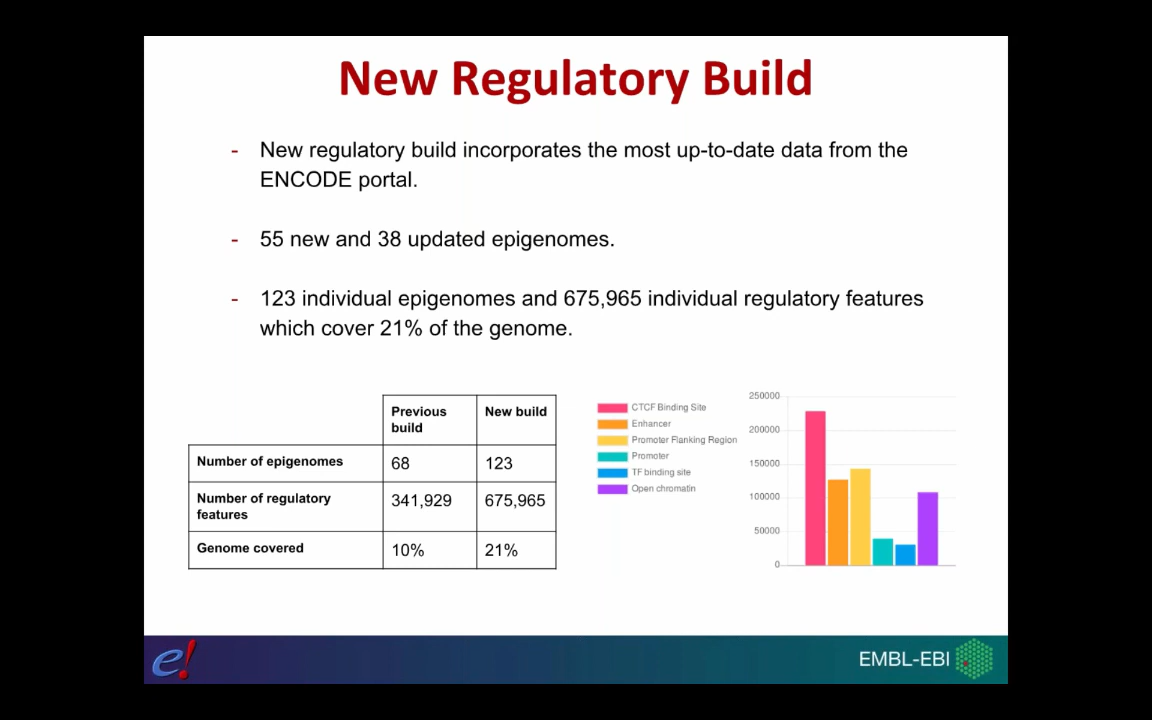 New Regulatory Build
- New regulatory build incorporates the most up-to-date data from the
ENCODE portal.
- 55 new and 38 updated epigenomes.
- 123 individual epigenomes and 675,965 individual regulatory features
which cover 21% of the genome.
Previous build New build
Number of epigenomes 68 123
Number of regulatory features 341,929 675,965
Genome covered 10% 21%
CTCF Binding Site
Enhancer
Promoter Flanking Region
Promoter
TF binding site
Open chromatin
250000
200000
150000
100000
50000
0
e!
EMBL-EBI